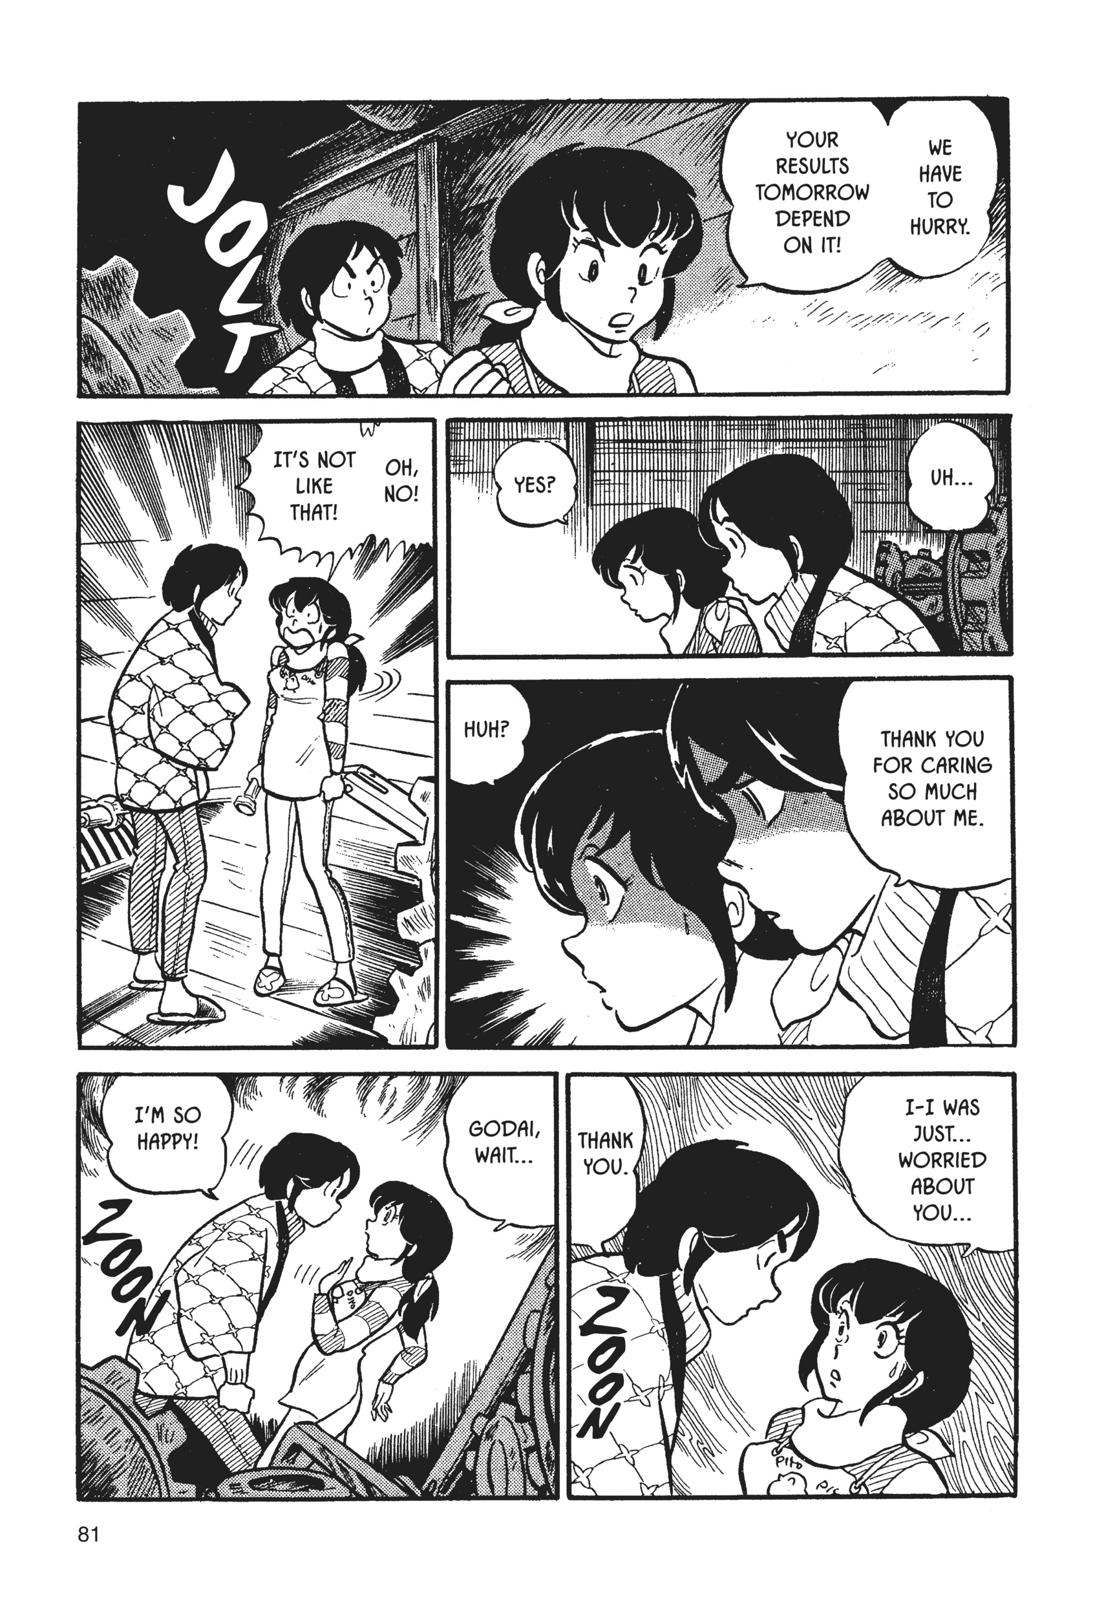 WE
HAVE
TO
HURRY.
YOUR
RESULTS
TOMORROW
DEPEND
ON IT!
JOLT
UH...
YES?
THANK YOU
FOR CARING
SO MUCH
ABOUT ME.
HUH?
OH,
NO!
IT'S NOT
LIKE
THAT!
I-I WAS
JUST...
WORRIED
ABOUT
YOU...
THANK
YOU.
ZOON
PIYO
GODAI,
WAIT...
I'M SO
HAPPY!
ZOON
PIYO
81